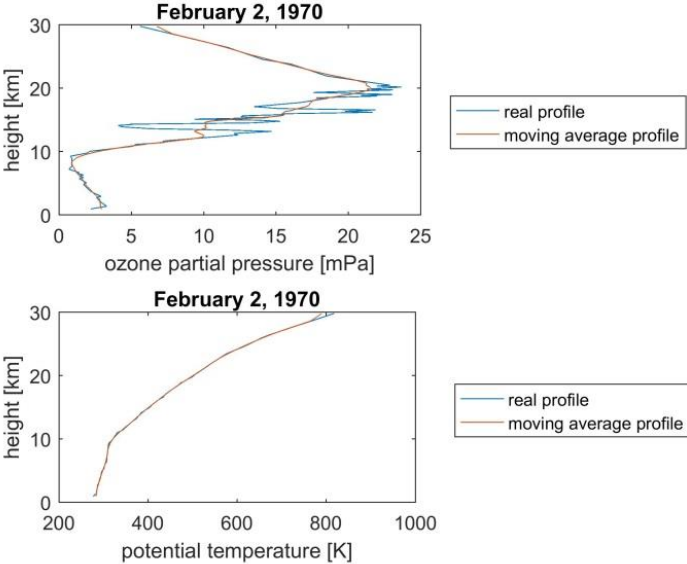 February 2, 1970
30
20
10
0
height [km]
0 5 10 15 20 25
ozone partial pressure [mPa]
real profile
moving average profile
February 2, 1970
30
20
10
0
height [km]
200 400 600 800 1000
potential temperature [K]
real profile
moving average profile